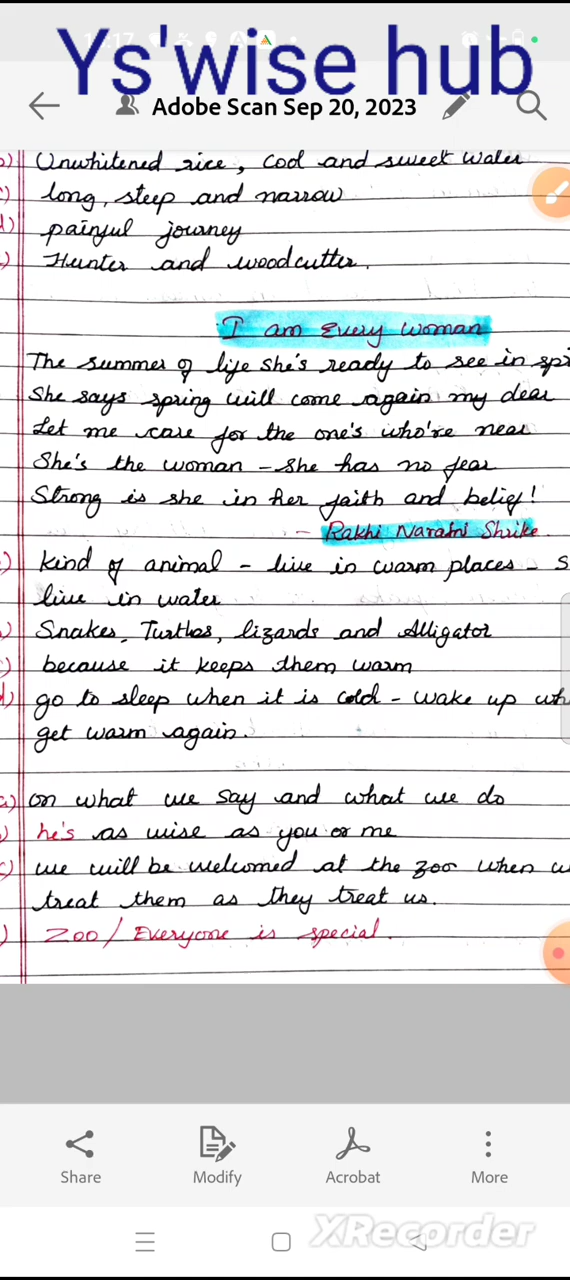 Ys'wise hub
Adobe Scan Sep 20, 2023
Unwhitened rice, cool and sweet water
long, steep and narrow
d) painful journey
Hunter and woodcutter.
I am Every Woman
The summer of life she's ready to see in spri
She says spring will come again my dear
Let me care for the one's who're near
She's the woman - she has no fear
Strong is she in her faith and belief!
- Rakhi Narami Shrike.
kind of animal - live in warm places - s
live in water
Snakes, Turtles, lizards and Alligator
because it keeps them warm
d) go to sleep when it is cold - wake up wh
get warm again.
a) on what we say and what we do
he's as wise as you or me
c) we will be welcomed at the zoo when w
treat them as they treat us.
Zoo / Everyone is special.
Share Modify Acrobat More
XRecorder